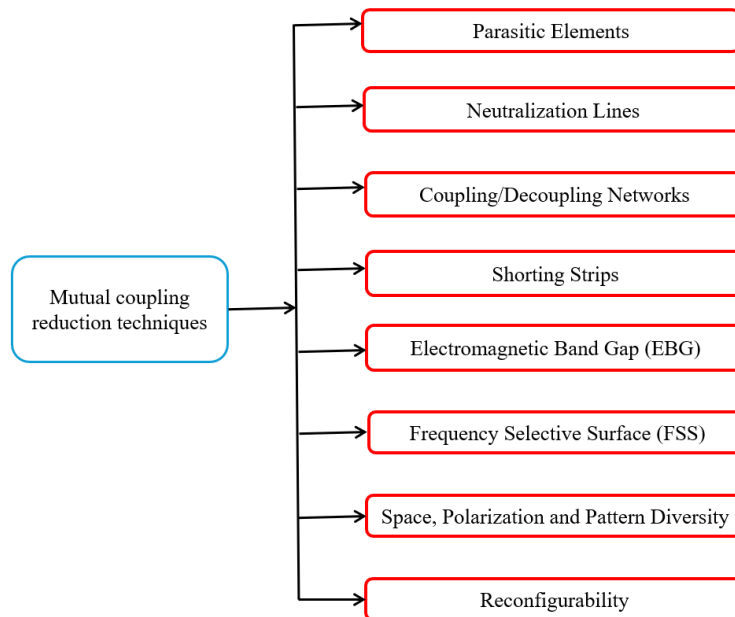 Parasitic Elements
Neutralization Lines
Coupling/Decoupling Networks
Shorting Strips
Mutual coupling
reduction techniques
Electromagnetic Band Gap (EBG)
Frequency Selective Surface (FSS)
Space, Polarization and Pattern Diversity
Reconfigurability